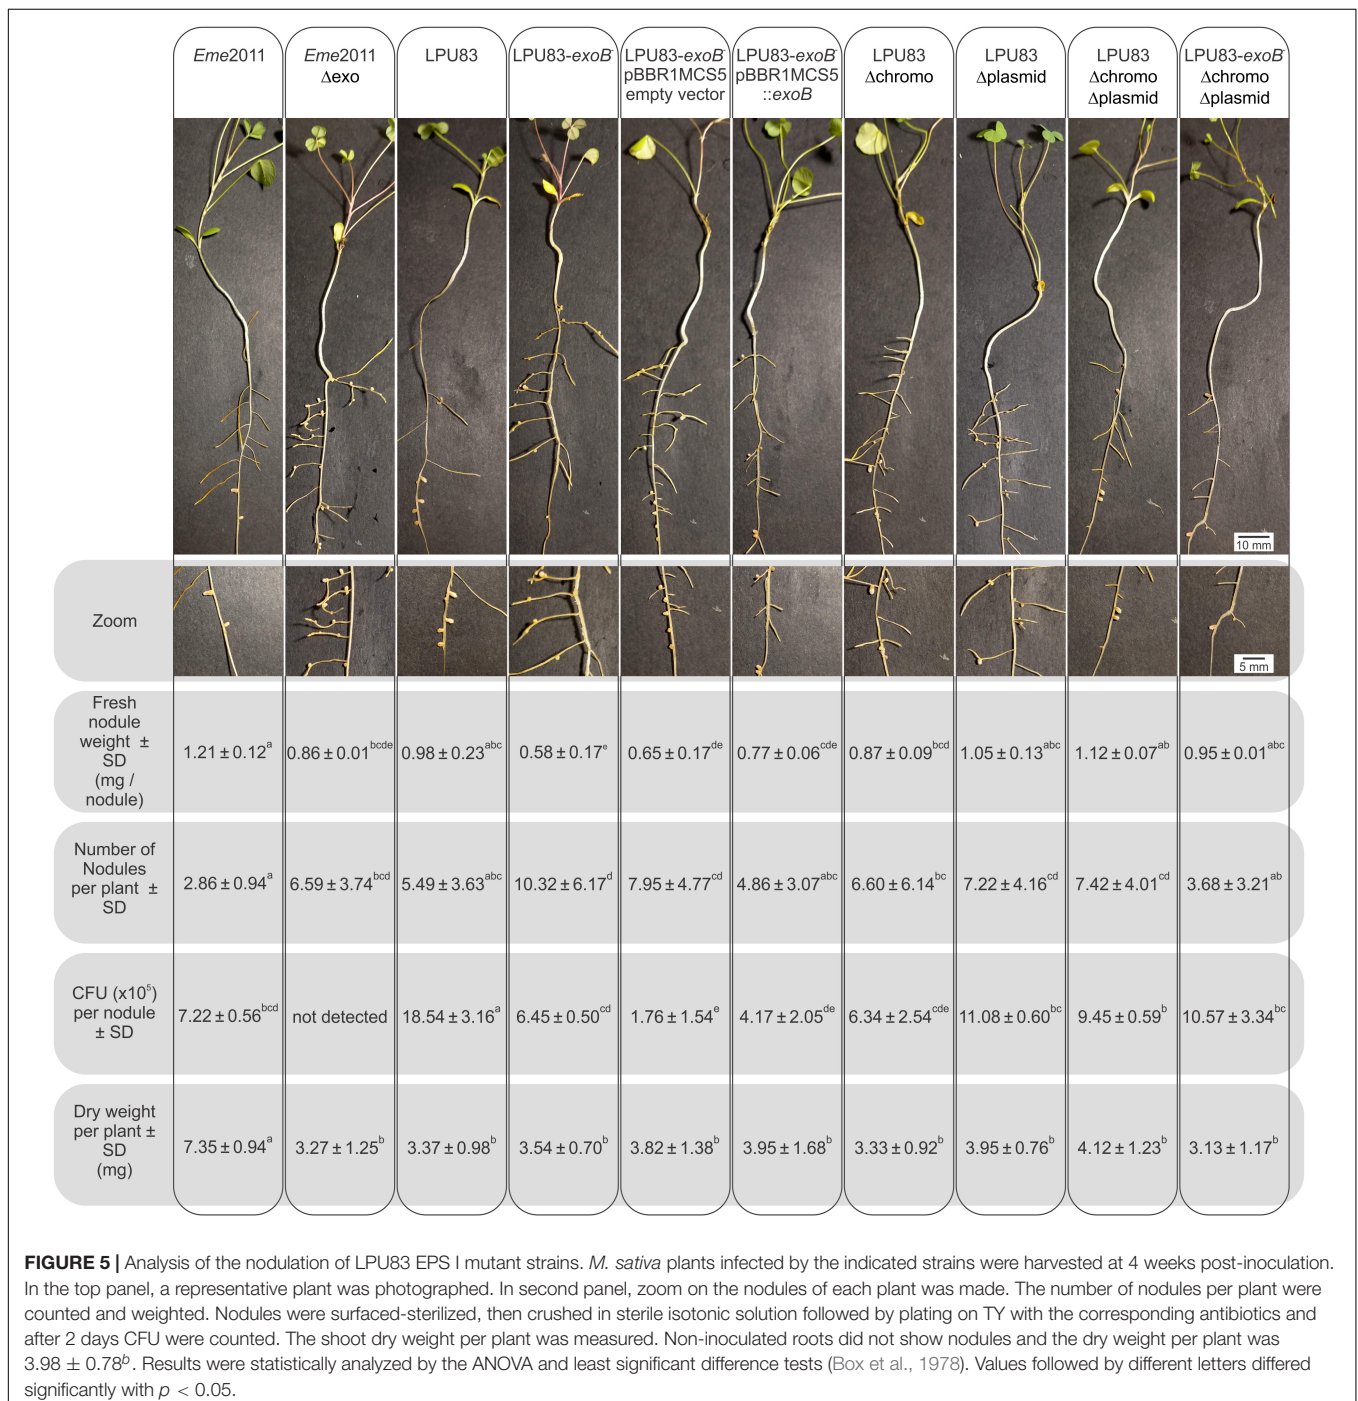 Eme2011
Eme2011
Δexo
LPU83
LPU83-exoB-
LPU83-exoB-
pBBR1MCS5
empty vector
LPU83-exoB-
pBBR1MCS5
::exoB
LPU83
Δchromo
LPU83
Δplasmid
LPU83
Δchromo
Δplasmid
LPU83-exoB-
Δchromo
Δplasmid
10 mm
Zoom
5 mm
Fresh
nodule
weight ±
SD
(mg /
nodule)
1.21 ± 0.12a 0.86 ± 0.01bcde 0.98 ± 0.23abc 0.58 ± 0.17e 0.65 ± 0.17de 0.77 ± 0.06cde 0.87 ± 0.09bcd 1.05 ± 0.13abc 1.12 ± 0.07ab 0.95 ± 0.01abc
Number of
Nodules
per plant ±
SD
2.86 ± 0.94a 6.59 ± 3.74bcd 5.49 ± 3.63abc 10.32 ± 6.17d 7.95 ± 4.77cd 4.86 ± 3.07abc 6.60 ± 6.14bc 7.22 ± 4.16cd 7.42 ± 4.01cd 3.68 ± 3.21ab
CFU (x10⁵)
per nodule
± SD
7.22 ± 0.56bcd not detected 18.54 ± 3.16a 6.45 ± 0.50cd 1.76 ± 1.54e 4.17 ± 2.05de 6.34 ± 2.54cde 11.08 ± 0.60bc 9.45 ± 0.59b 10.57 ± 3.34bc
Dry weight
per plant ±
SD
(mg)
7.35 ± 0.94a 3.27 ± 1.25b 3.37 ± 0.98b 3.54 ± 0.70b 3.82 ± 1.38b 3.95 ± 1.68b 3.33 ± 0.92b 3.95 ± 0.76b 4.12 ± 1.23b 3.13 ± 1.17b
FIGURE 5 | Analysis of the nodulation of LPU83 EPS I mutant strains. M. sativa plants infected by the indicated strains were harvested at 4 weeks post-inoculation.
In the top panel, a representative plant was photographed. In second panel, zoom on the nodules of each plant was made. The number of nodules per plant were
counted and weighted. Nodules were surfaced-sterilized, then crushed in sterile isotonic solution followed by plating on TY with the corresponding antibiotics and
after 2 days CFU were counted. The shoot dry weight per plant was measured. Non-inoculated roots did not show nodules and the dry weight per plant was
3.98 ± 0.78b. Results were statistically analyzed by the ANOVA and least significant difference tests (Box et al., 1978). Values followed by different letters differed
significantly with p < 0.05.